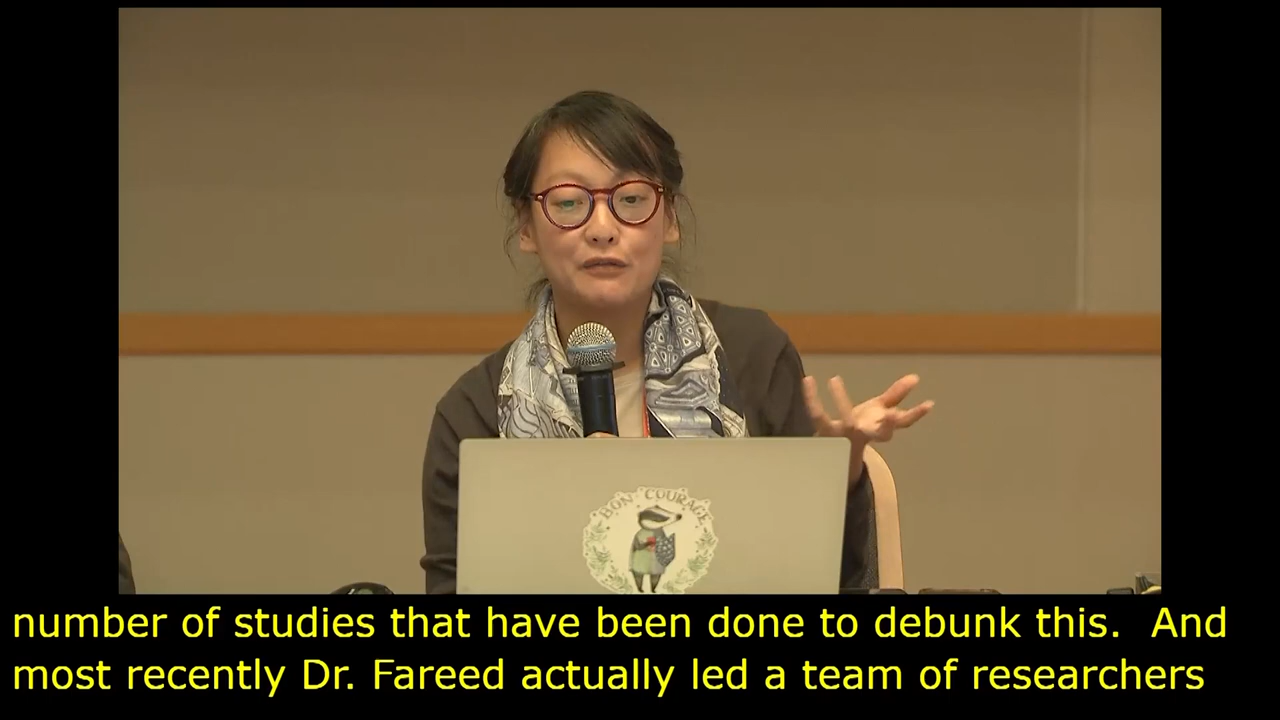 BON COURAGE
number of studies that have been done to debunk this.  And
most recently Dr. Fareed actually led a team of researchers